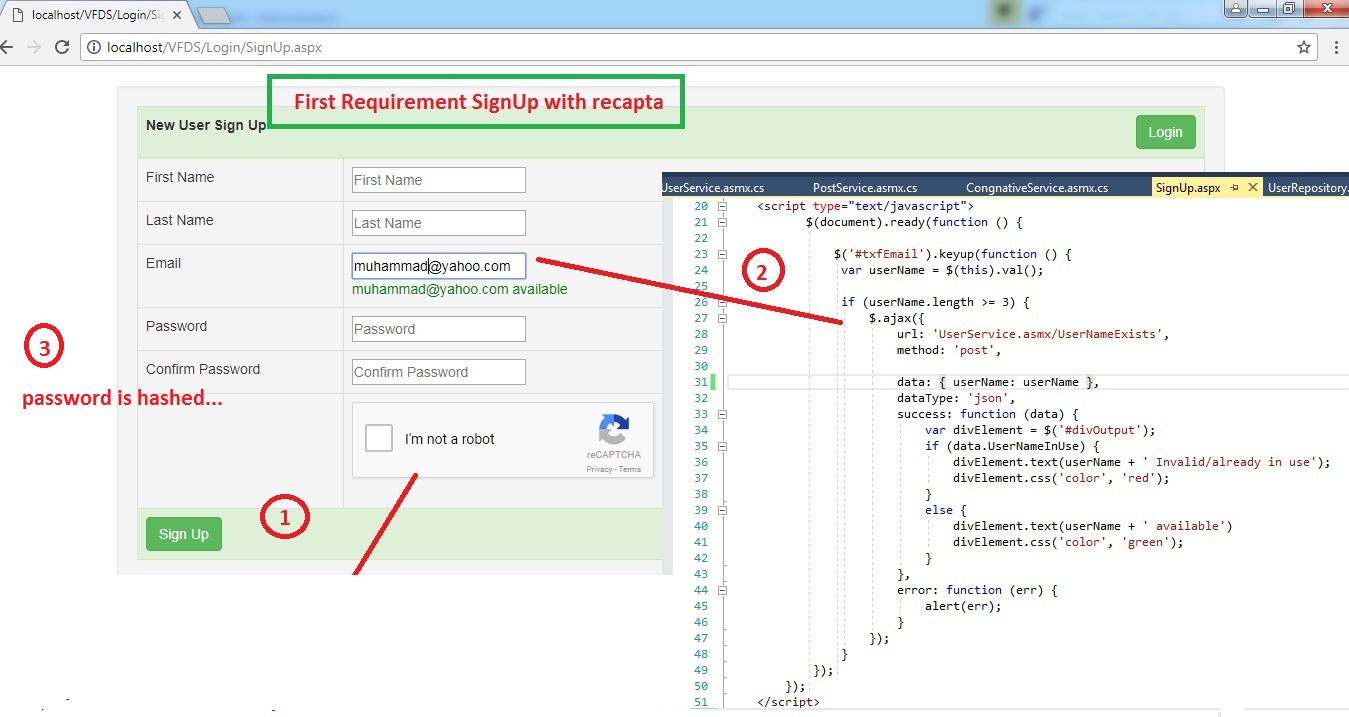 localhost/VFDS/Login/Sig
localhost/VFDS/Login/SignUp.aspx
First Requirement SignUp with recapta
New User Sign Up
Login
First Name
First Name
Last Name
Last Name
Email
muhammad@yahoo.com
muhammad@yahoo.com available
Password
Password
Confirm Password
Confirm Password
3
password is hashed...
I'm not a robot
reCAPTCHA
Privacy - Terms
1
Sign Up
2
UserService.asmx.cs
PostService.asmx.cs
CongnativeService.asmx.cs
SignUp.aspx
UserRepository.
20 <script type="text/javascript">
21 $(document).ready(function () {
22
23 $('#txfEmail').keyup(function () {
24 var userName = $(this).val();
25
26 if (userName.length >= 3) {
27 $.ajax({
28 url: 'UserService.asmx/UserNameExists',
29 method: 'post',
30
31 data: { userName: userName },
32 dataType: 'json',
33 success: function (data) {
34 var divElement = $('#divOutput');
35 if (data.UserNameInUse) {
36 divElement.text(userName + ' Invalid/already in use');
37 divElement.css('color', 'red');
38 }
39 else {
40 divElement.text(userName + ' available')
41 divElement.css('color', 'green');
42 }
43 },
44 error: function (err) {
45 alert(err);
46 }
47 });
48 }
49 });
50 });
51 </script>